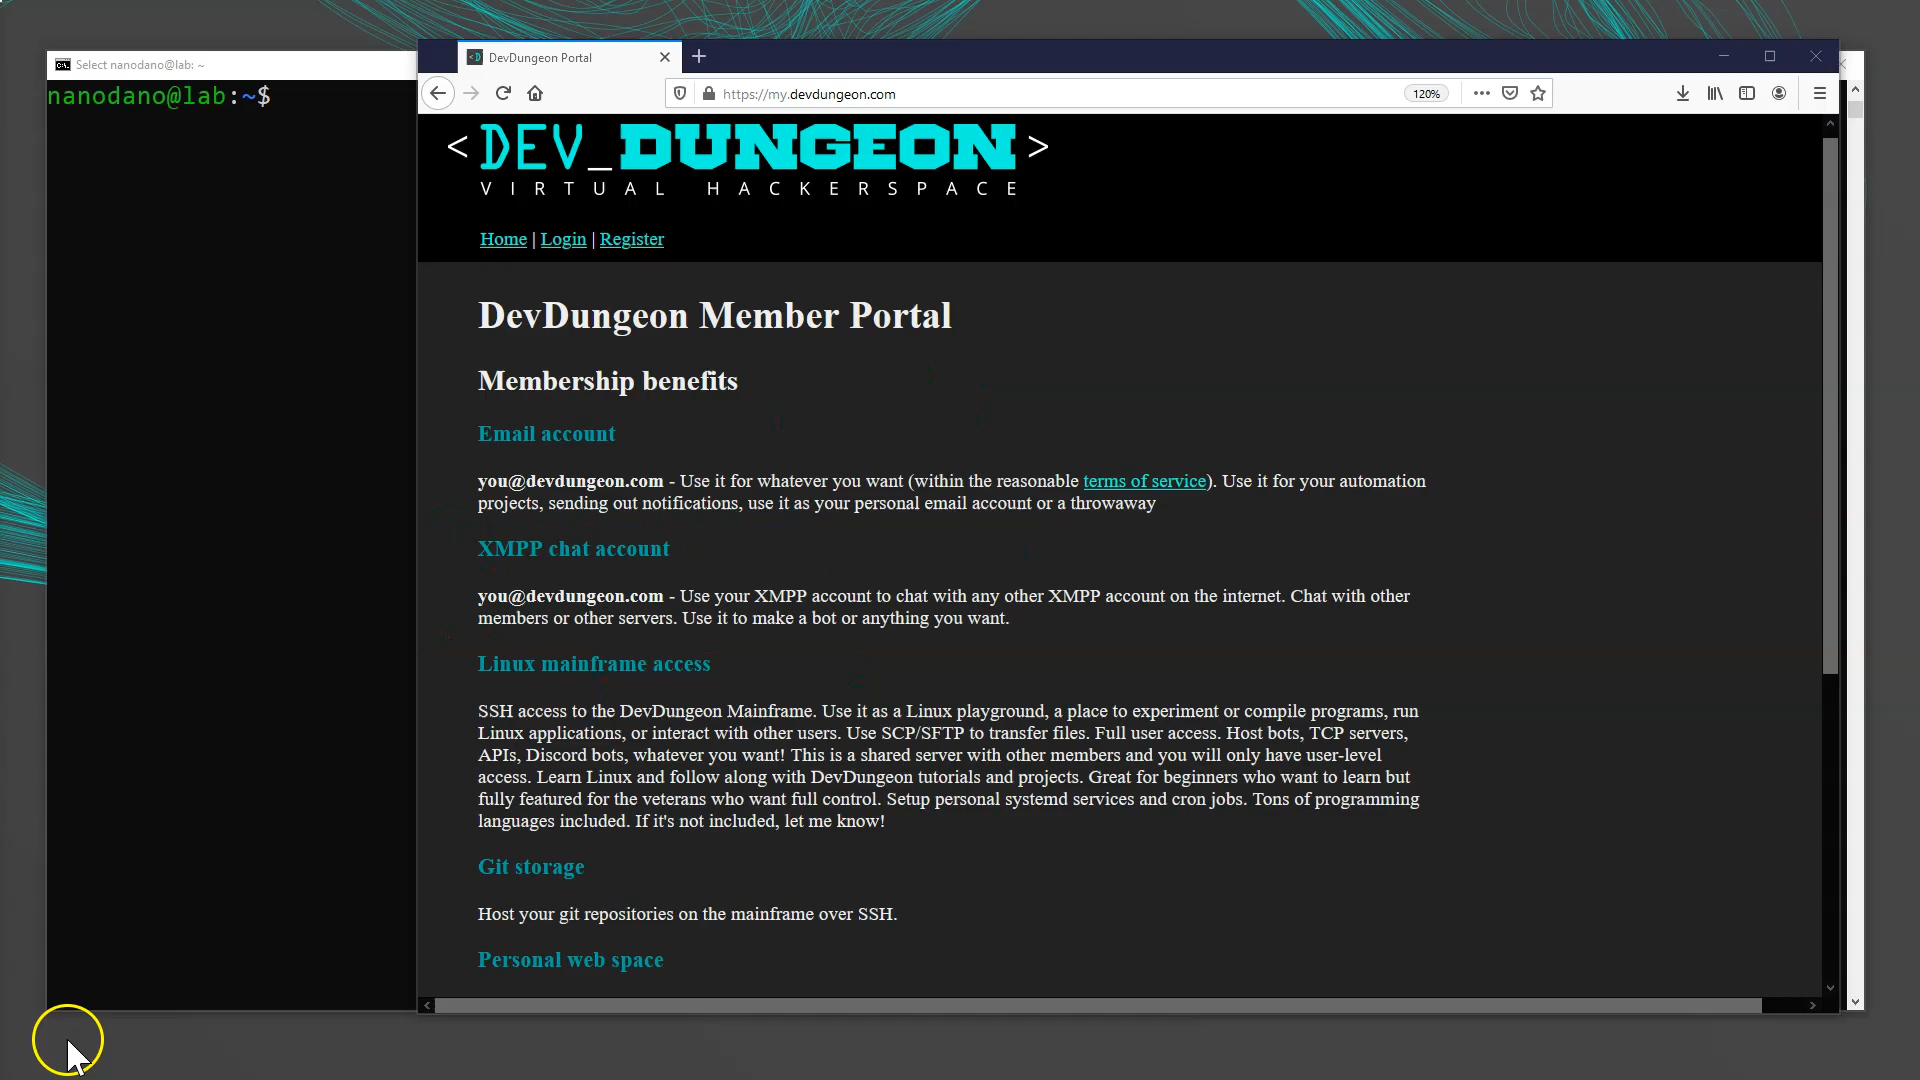 Select nanodano@lab: ~
nanodano@lab:~$
DevDungeon Portal
https://my.devdungeon.com
120%
< DEV_DUNGEON >
VIRTUAL HACKERSPACE
Home | Login | Register
DevDungeon Member Portal
Membership benefits
Email account
you@devdungeon.com - Use it for whatever you want (within the reasonable terms of service). Use it for your automation
projects, sending out notifications, use it as your personal email account or a throwaway
XMPP chat account
you@devdungeon.com - Use your XMPP account to chat with any other XMPP account on the internet. Chat with other
members or other servers. Use it to make a bot or anything you want.
Linux mainframe access
SSH access to the DevDungeon Mainframe. Use it as a Linux playground, a place to experiment or compile programs, run
Linux applications, or interact with other users. Use SCP/SFTP to transfer files. Full user access. Host bots, TCP servers,
APIs, Discord bots, whatever you want! This is a shared server with other members and you will only have user-level
access. Learn Linux and follow along with DevDungeon tutorials and projects. Great for beginners who want to learn but
fully featured for the veterans who want full control. Setup personal systemd services and cron jobs. Tons of programming
languages included. If it's not included, let me know!
Git storage
Host your git repositories on the mainframe over SSH.
Personal web space